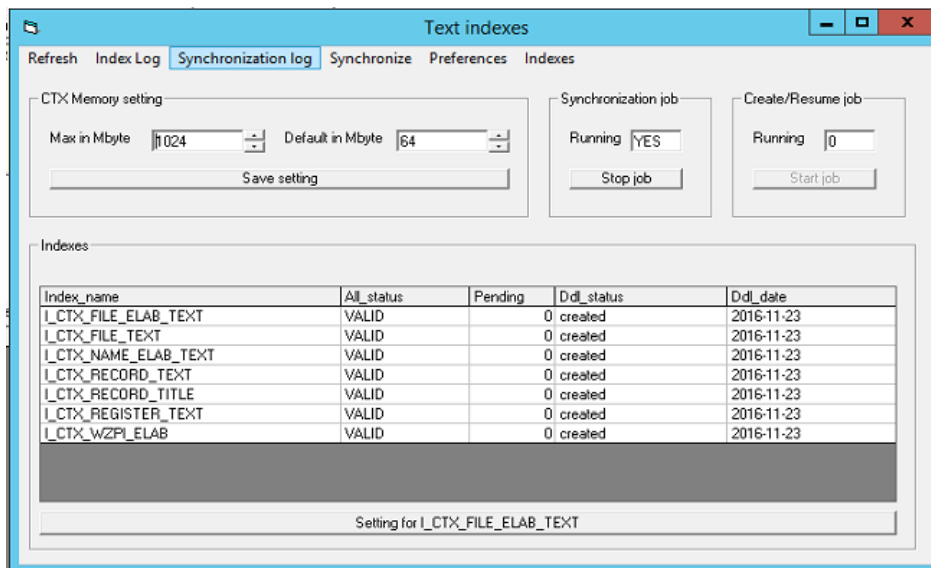 Text indexes
Refresh Index Log Synchronization log Synchronize Preferences Indexes
CTX Memory setting Synchronization job Create/Resume job
Max in Mbyte 1024 Default in Mbyte 64 Running YES Running 0
Save setting Stop job Start job
Indexes
Index_name All_status Pending Ddl_status Ddl_date
I_CTX_FILE_ELAB_TEXT VALID 0 created 2016-11-23
I_CTX_FILE_TEXT VALID 0 created 2016-11-23
I_CTX_NAME_ELAB_TEXT VALID 0 created 2016-11-23
I_CTX_RECORD_TEXT VALID 0 created 2016-11-23
I_CTX_RECORD_TITLE VALID 0 created 2016-11-23
I_CTX_REGISTER_TEXT VALID 0 created 2016-11-23
I_CTX_WZPI_ELAB VALID 0 created 2016-11-23
Setting for I_CTX_FILE_ELAB_TEXT